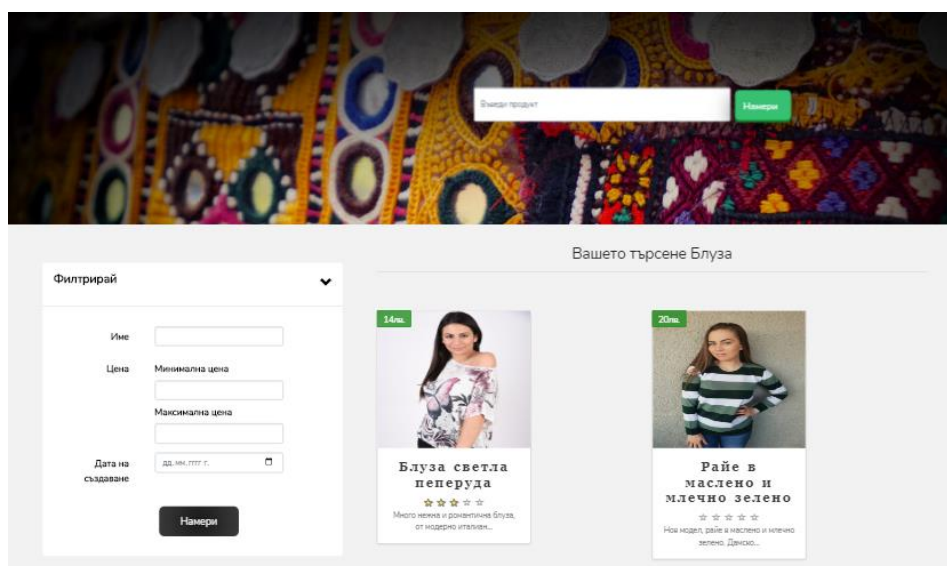 Въведи продукт
Намери
Вашето търсене Блуза
Филтрирай
Име
Цена
Минимална цена
Максимална цена
Дата на
създаване
дд.мм.гггг г.
Намери
14лв.
Блуза светла
пеперуда
Много нежна и романтична блуза,
от модерно италиан...
20лв.
Райе в
маслено и
млечно зелено
Нов модел, райе в маслено и млечно
зелено. Дамско...